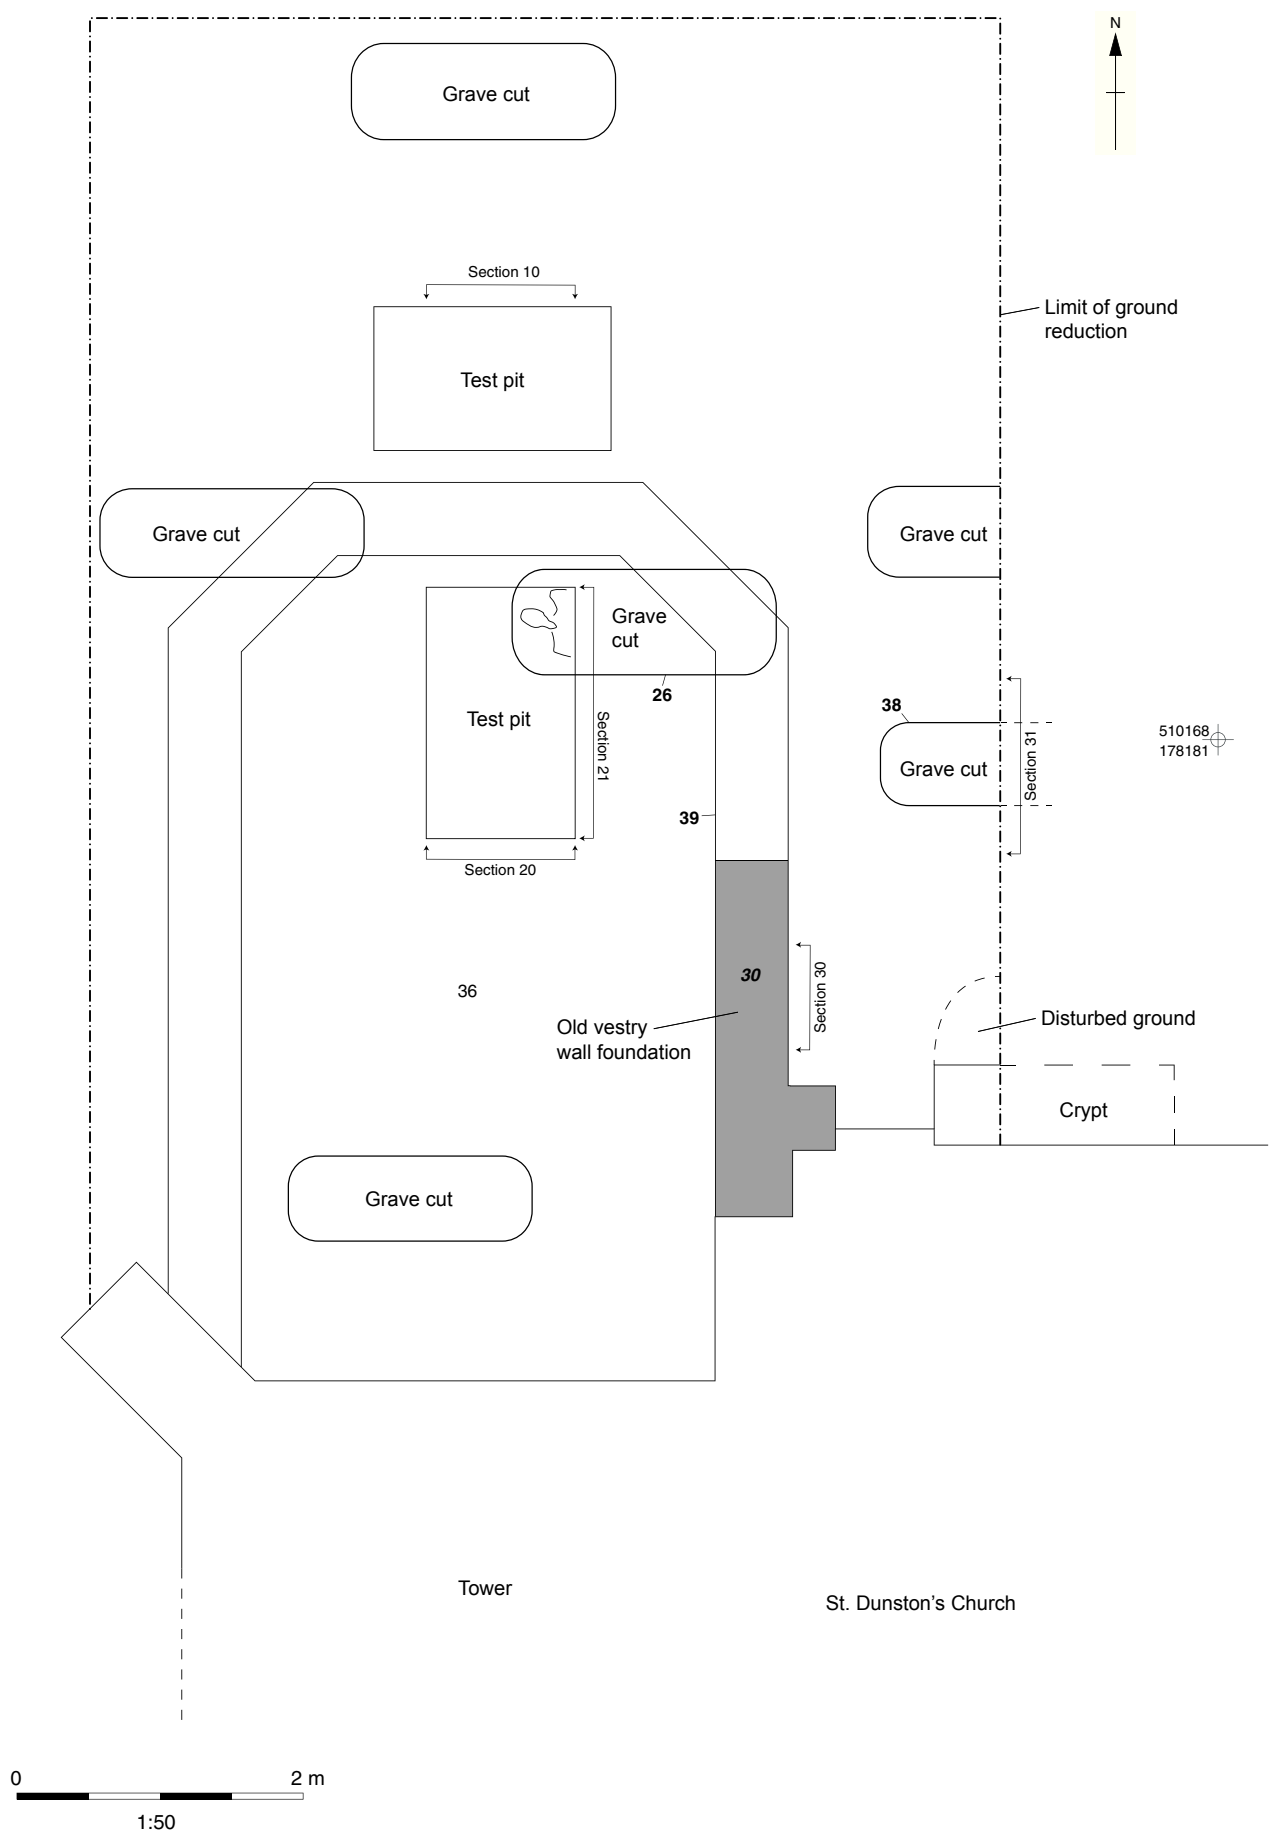 N
Grave cut
Section 10
Limit of ground
reduction
Test pit
Grave cut
Grave cut
Grave
cut
26
Test pit
Section 21
38
Grave cut
Section 31
510168
178181
39
Section 20
30
Section 30
36
Old vestry
wall foundation
Disturbed ground
Crypt
Grave cut
Tower
St. Dunston's Church
0
2 m
1:50